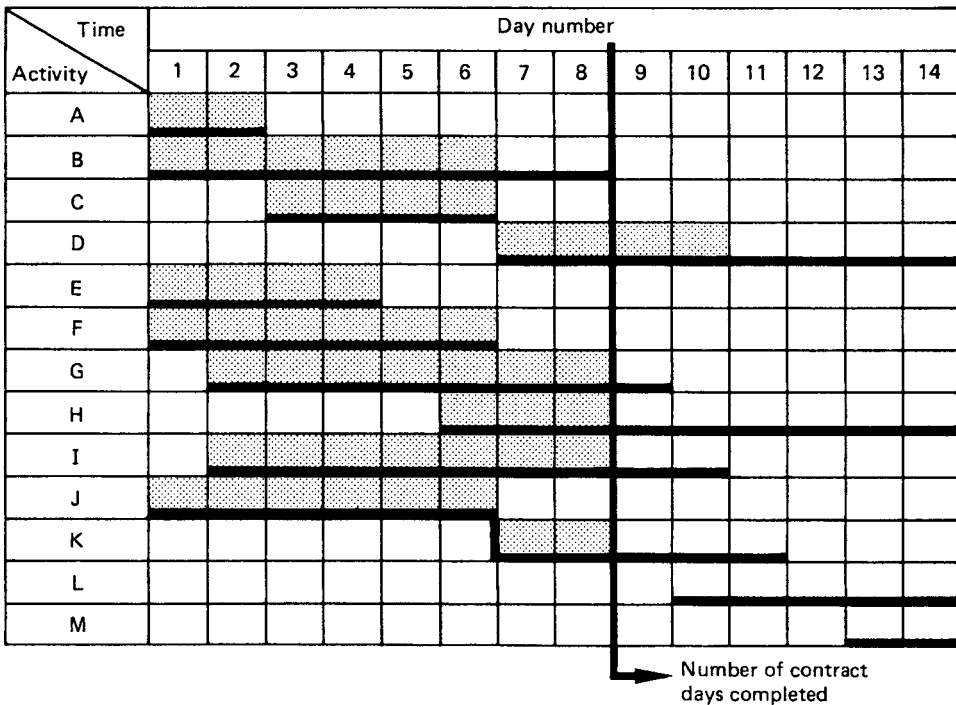 Time
Day number
Activity
1 2 3 4 5 6 7 8 9 10 11 12 13 14
A
B
C
D
E
F
G
H
I
J
K
L
M
Number of contract
days completed